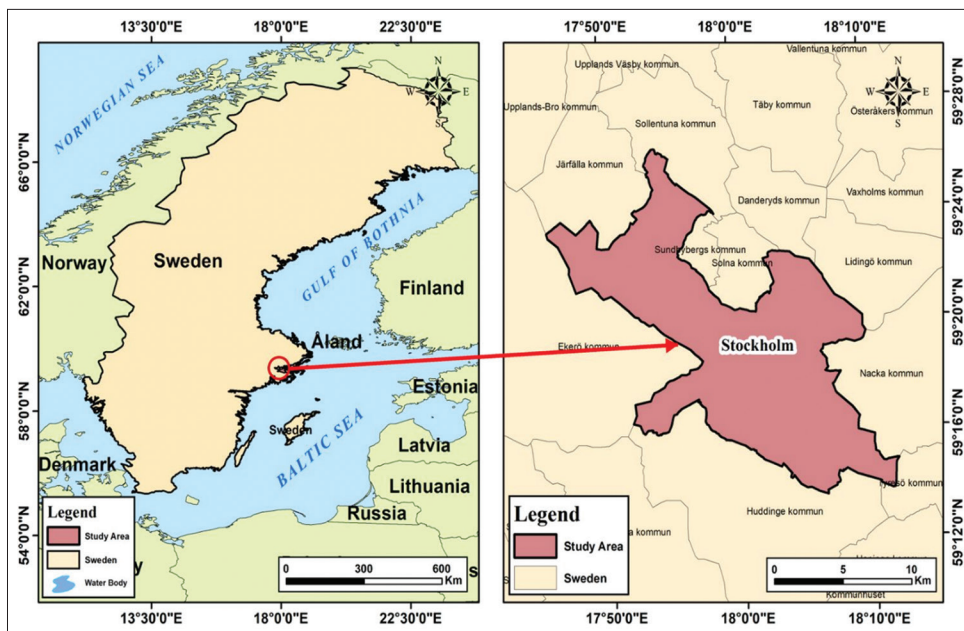 13°30'0"E 18°00'0"E 22°30'0"E
NORWEGIAN SEA
N
W E
S
66°0'0"N
62°0'0"N
58°0'0"N
54°0'0"N
Norway
Sweden
GULF OF BOTHNIA
Finland
Åland
Estonia
Sweden
BALTIC SEA
Latvia
Denmark
Lithuania
Russia
Legend
Study Area
Sweden
Water Body
0 300 600
Km
13°30'0"E 18°00'0"E 22°30'0"E
17°50'0"E 18°0'0"E 18°10'0"E
Vallentuna kommun
Upplands Väsby kommun
N
W E
S
Upplands-Bro kommun
Täby kommun
Österåkers kommun
Sollentuna kommun
Järfälla kommun
Vaxholms kommun
Danderyds kommun
Sundbybergs kommun
Solna kommun
Lidingö kommun
Stockholm
Ekerö kommun
Nacka kommun
Tyresö kommun
Huddinge kommun
kommun
Kommunhuset
59°28'0"N
59°24'0"N
59°20'0"N
59°16'0"N
59°12'0"N
Legend
Study Area
Sweden
0 5 10
Km
17°50'0"E 18°0'0"E 18°10'0"E